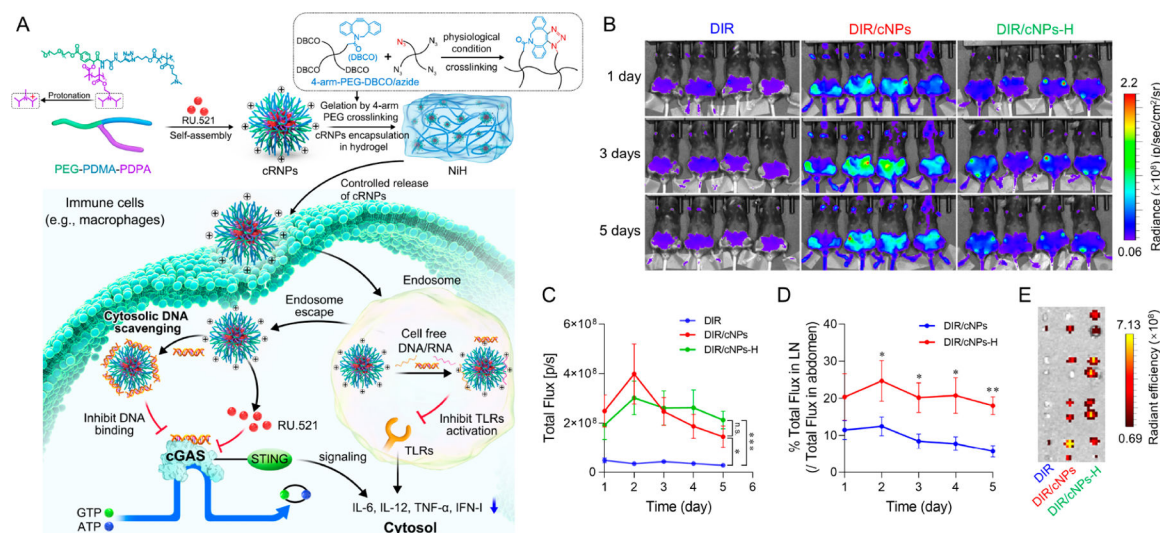 A
DBCO
DBCO
(DBCO)
DBCO
N₃
N₃
N₃
N₃
physiological
condition
crosslinking
4-arm-PEG-DBCO/azide
Protonation
RU.521
Self-assembly
Gelation by 4-arm
PEG crosslinking
cRNPs encapsulation
in hydrogel
PEG-PDMA-PDPA
cRNPs
NiH
Controlled release
of cRNPs
Immune cells
(e.g., macrophages)
Endosome
Endosome
escape
Cytosolic DNA
scavenging
Cell free
DNA/RNA
Inhibit DNA
binding
RU.521
Inhibit TLRs
activation
TLRs
cGAS
STING
signaling
GTP
ATP
IL-6, IL-12, TNF-α, IFN-I
Cytosol
B
DIR
DIR/cNPs
DIR/cNPs-H
1 day
3 days
5 days
2.2
0.06
Radiance (×10⁸) (p/sec/cm²/sr)
C
Total Flux [p/s]
6×10⁸
4×10⁸
2×10⁸
0
1 2 3 4 5 6
Time (day)
DIR
DIR/cNPs
DIR/cNPs-H
n.s.
*
***
D
% Total Flux in LN
(/ Total Flux in abdomen)
40
30
20
10
0
1 2 3 4 5
Time (day)
DIR/cNPs
DIR/cNPs-H
*
*
*
**
E
7.13
0.69
Radiant efficiency (×10⁸)
DIR
DIR/cNPs
DIR/cNPs-H